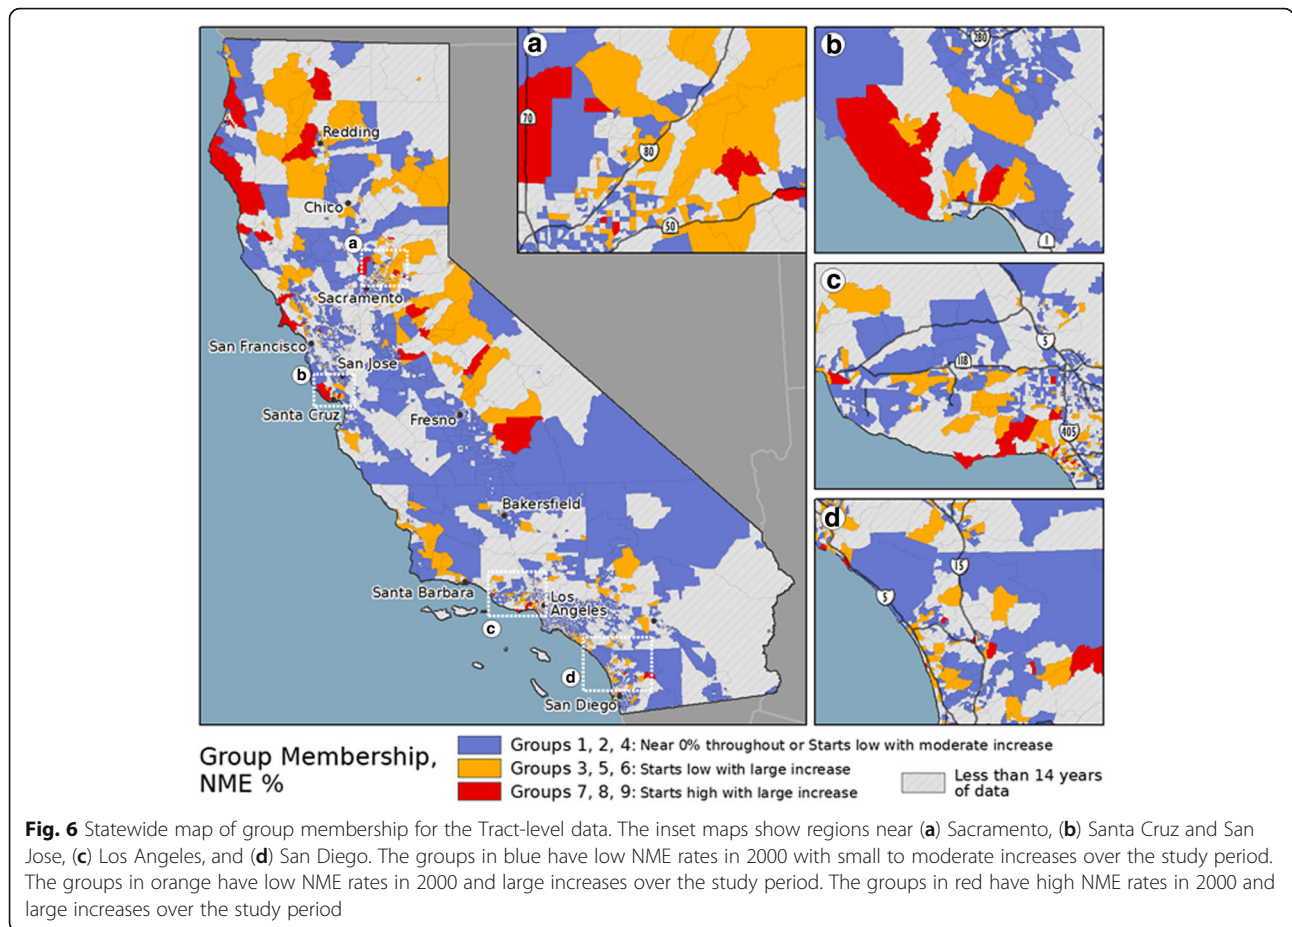 a
70
80
50
b
280
1
c
5
118
405
d
15
5
Redding
Chico
a
Sacramento
San Francisco
San Jose
b
Santa Cruz
Fresno
Bakersfield
Santa Barbara
Los
Angeles
c
d
San Diego
Group Membership,
NME %
Groups 1, 2, 4: Near 0% throughout or Starts low with moderate increase
Groups 3, 5, 6: Starts low with large increase
Groups 7, 8, 9: Starts high with large increase
Less than 14 years
of data
Fig. 6 Statewide map of group membership for the Tract-level data. The inset maps show regions near (a) Sacramento, (b) Santa Cruz and San
Jose, (c) Los Angeles, and (d) San Diego. The groups in blue have low NME rates in 2000 with small to moderate increases over the study period.
The groups in orange have low NME rates in 2000 and large increases over the study period. The groups in red have high NME rates in 2000 and
large increases over the study period